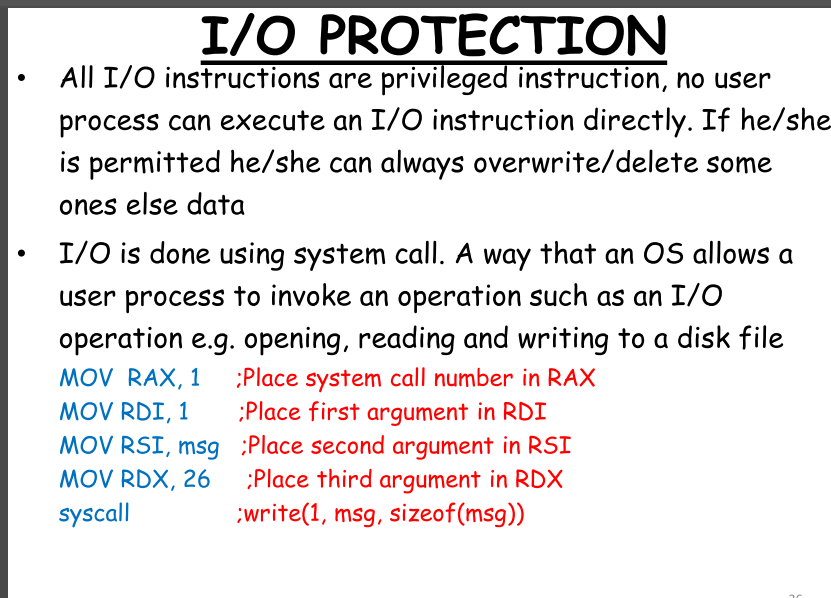 I/O PROTECTION
• All I/O instructions are privileged instruction, no user
process can execute an I/O instruction directly. If he/she
is permitted he/she can always overwrite/delete some
ones else data
• I/O is done using system call. A way that an OS allows a
user process to invoke an operation such as an I/O
operation e.g. opening, reading and writing to a disk file
MOV RAX, 1 ;Place system call number in RAX
MOV RDI, 1 ;Place first argument in RDI
MOV RSI, msg ;Place second argument in RSI
MOV RDX, 26 ;Place third argument in RDX
syscall ;write(1, msg, sizeof(msg))